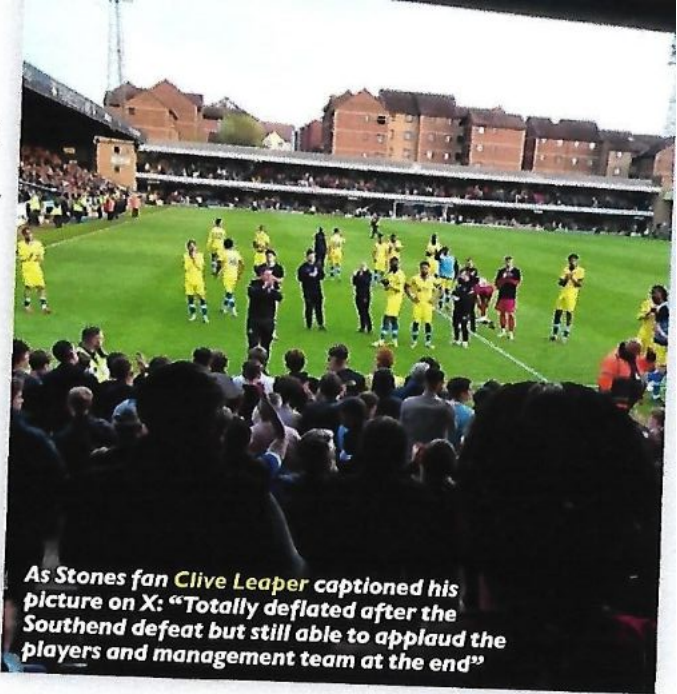 As Stones fan Clive Leaper captioned his
picture on X: “Totally deflated after the
Southend defeat but still able to applaud the
players and management team at the end”